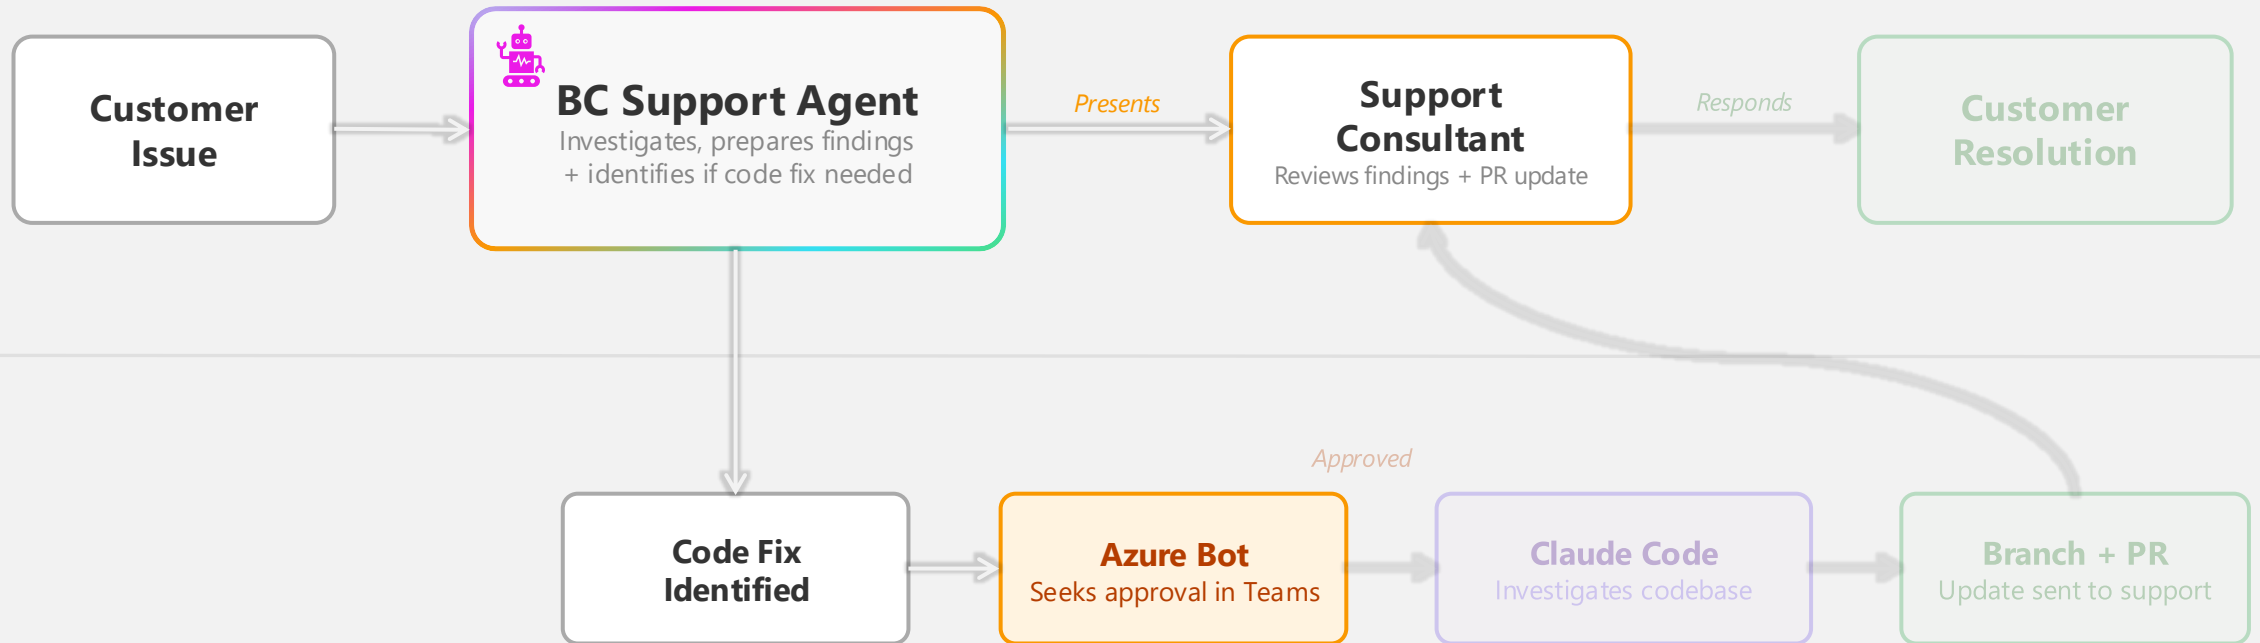 Customer
Issue
BC Support Agent
Investigates, prepares findings
+ identifies if code fix needed
Presents
Support
Consultant
Reviews findings + PR update
Responds
Customer
Resolution
Approved
Code Fix
Identified
Azure Bot
Seeks approval in Teams
Claude Code
Investigates codebase
Branch + PR
Update sent to support